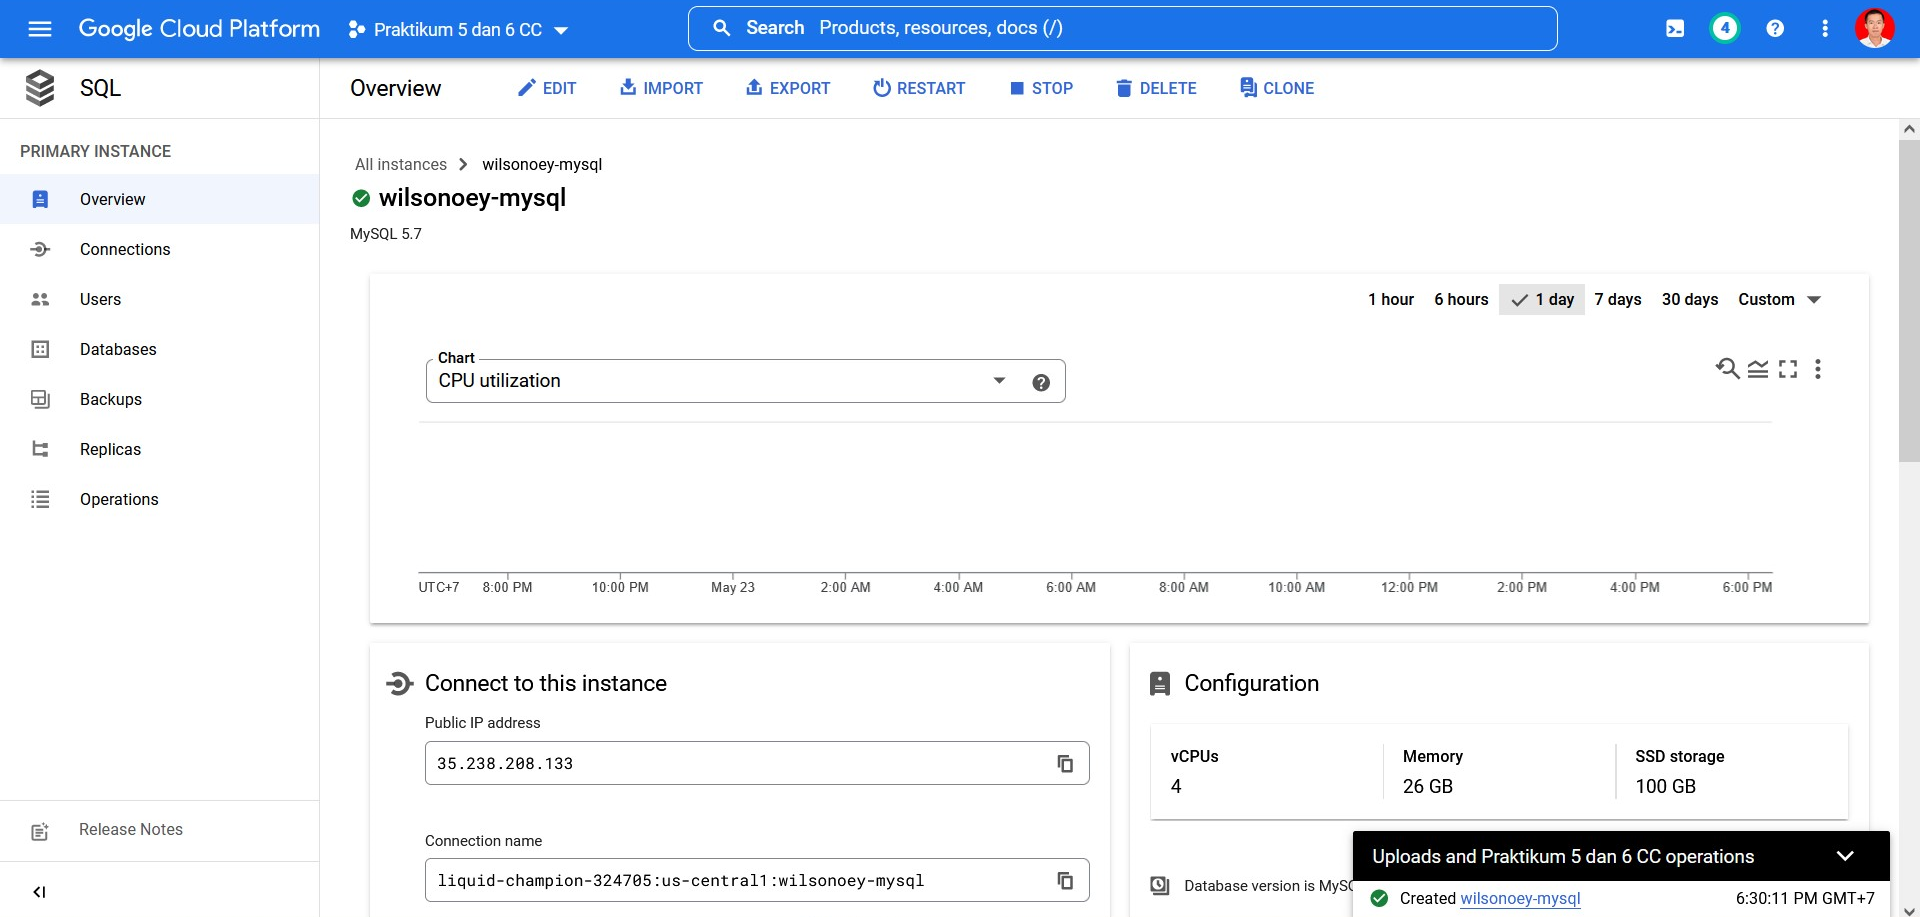 Google Cloud Platform
Praktikum 5 dan 6 CC
Search Products, resources, docs (/)
4
SQL
Overview
EDIT
IMPORT
EXPORT
RESTART
STOP
DELETE
CLONE
PRIMARY INSTANCE
Overview
Connections
Users
Databases
Backups
Replicas
Operations
Release Notes
All instances
wilsonoey-mysql
wilsonoey-mysql
MySQL 5.7
1 hour
6 hours
1 day
7 days
30 days
Custom
Chart
CPU utilization
UTC+7
8:00 PM
10:00 PM
May 23
2:00 AM
4:00 AM
6:00 AM
8:00 AM
10:00 AM
12:00 PM
2:00 PM
4:00 PM
6:00 PM
Connect to this instance
Public IP address
35.238.208.133
Connection name
liquid-champion-324705:us-central1:wilsonoey-mysql
Configuration
vCPUs
4
Memory
26 GB
SSD storage
100 GB
Database version is MySQ
Uploads and Praktikum 5 dan 6 CC operations
Created wilsonoey-mysql
6:30:11 PM GMT+7